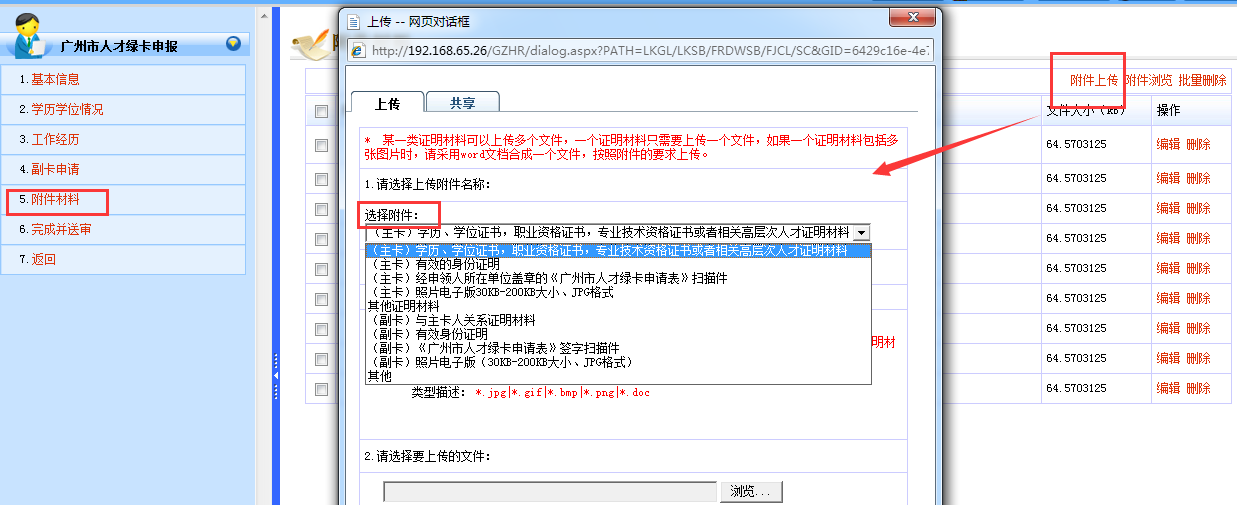 上传 -- 网页对话框
http://192.168.65.26/GZHR/dialog.aspx?PATH=LKGL/LKSB/FRDWSB/FJCL/SC&GID=6429c16e-4e7
广州市人才绿卡申报
1.基本信息
2.学历学位情况
3.工作经历
4.副卡申请
5.附件材料
6.完成并送审
7.返回
上传
共享
* 某一类证明材料可以上传多个文件，一个证明材料只需要上传一个文件，如果一个证明材料包括多
张图片时，请采用word文档合成一个文件，按照附件的要求上传。
1.请选择上传附件名称：
选择附件：
（主卡）学历、学位证书，职业资格证书，专业技术资格证书或者相关高层次人才证明材料
（主卡）学历、学位证书，职业资格证书，专业技术资格证书或者相关高层次人才证明材料
（主卡）有效的身份证明
（主卡）经申领人所在单位盖章的《广州市人才绿卡申请表》扫描件
（主卡）照片电子版30KB-200KB大小、JPG格式
其他证明材料
（副卡）与主卡人关系证明材料
（副卡）有效身份证明
（副卡）《广州市人才绿卡申请表》签字扫描件
（副卡）照片电子版（30KB-200KB大小、JPG格式）
其他
明材
类型描述： *.jpg|*.gif|*.bmp|*.png|*.doc
2.请选择要上传的文件：
浏览...
附件上传 附件浏览 批量删除
文件大小（kb） 操作
64.5703125 编辑 删除
64.5703125 编辑 删除
64.5703125 编辑 删除
64.5703125 编辑 删除
64.5703125 编辑 删除
64.5703125 编辑 删除
64.5703125 编辑 删除
64.5703125 编辑 删除
64.5703125 编辑 删除